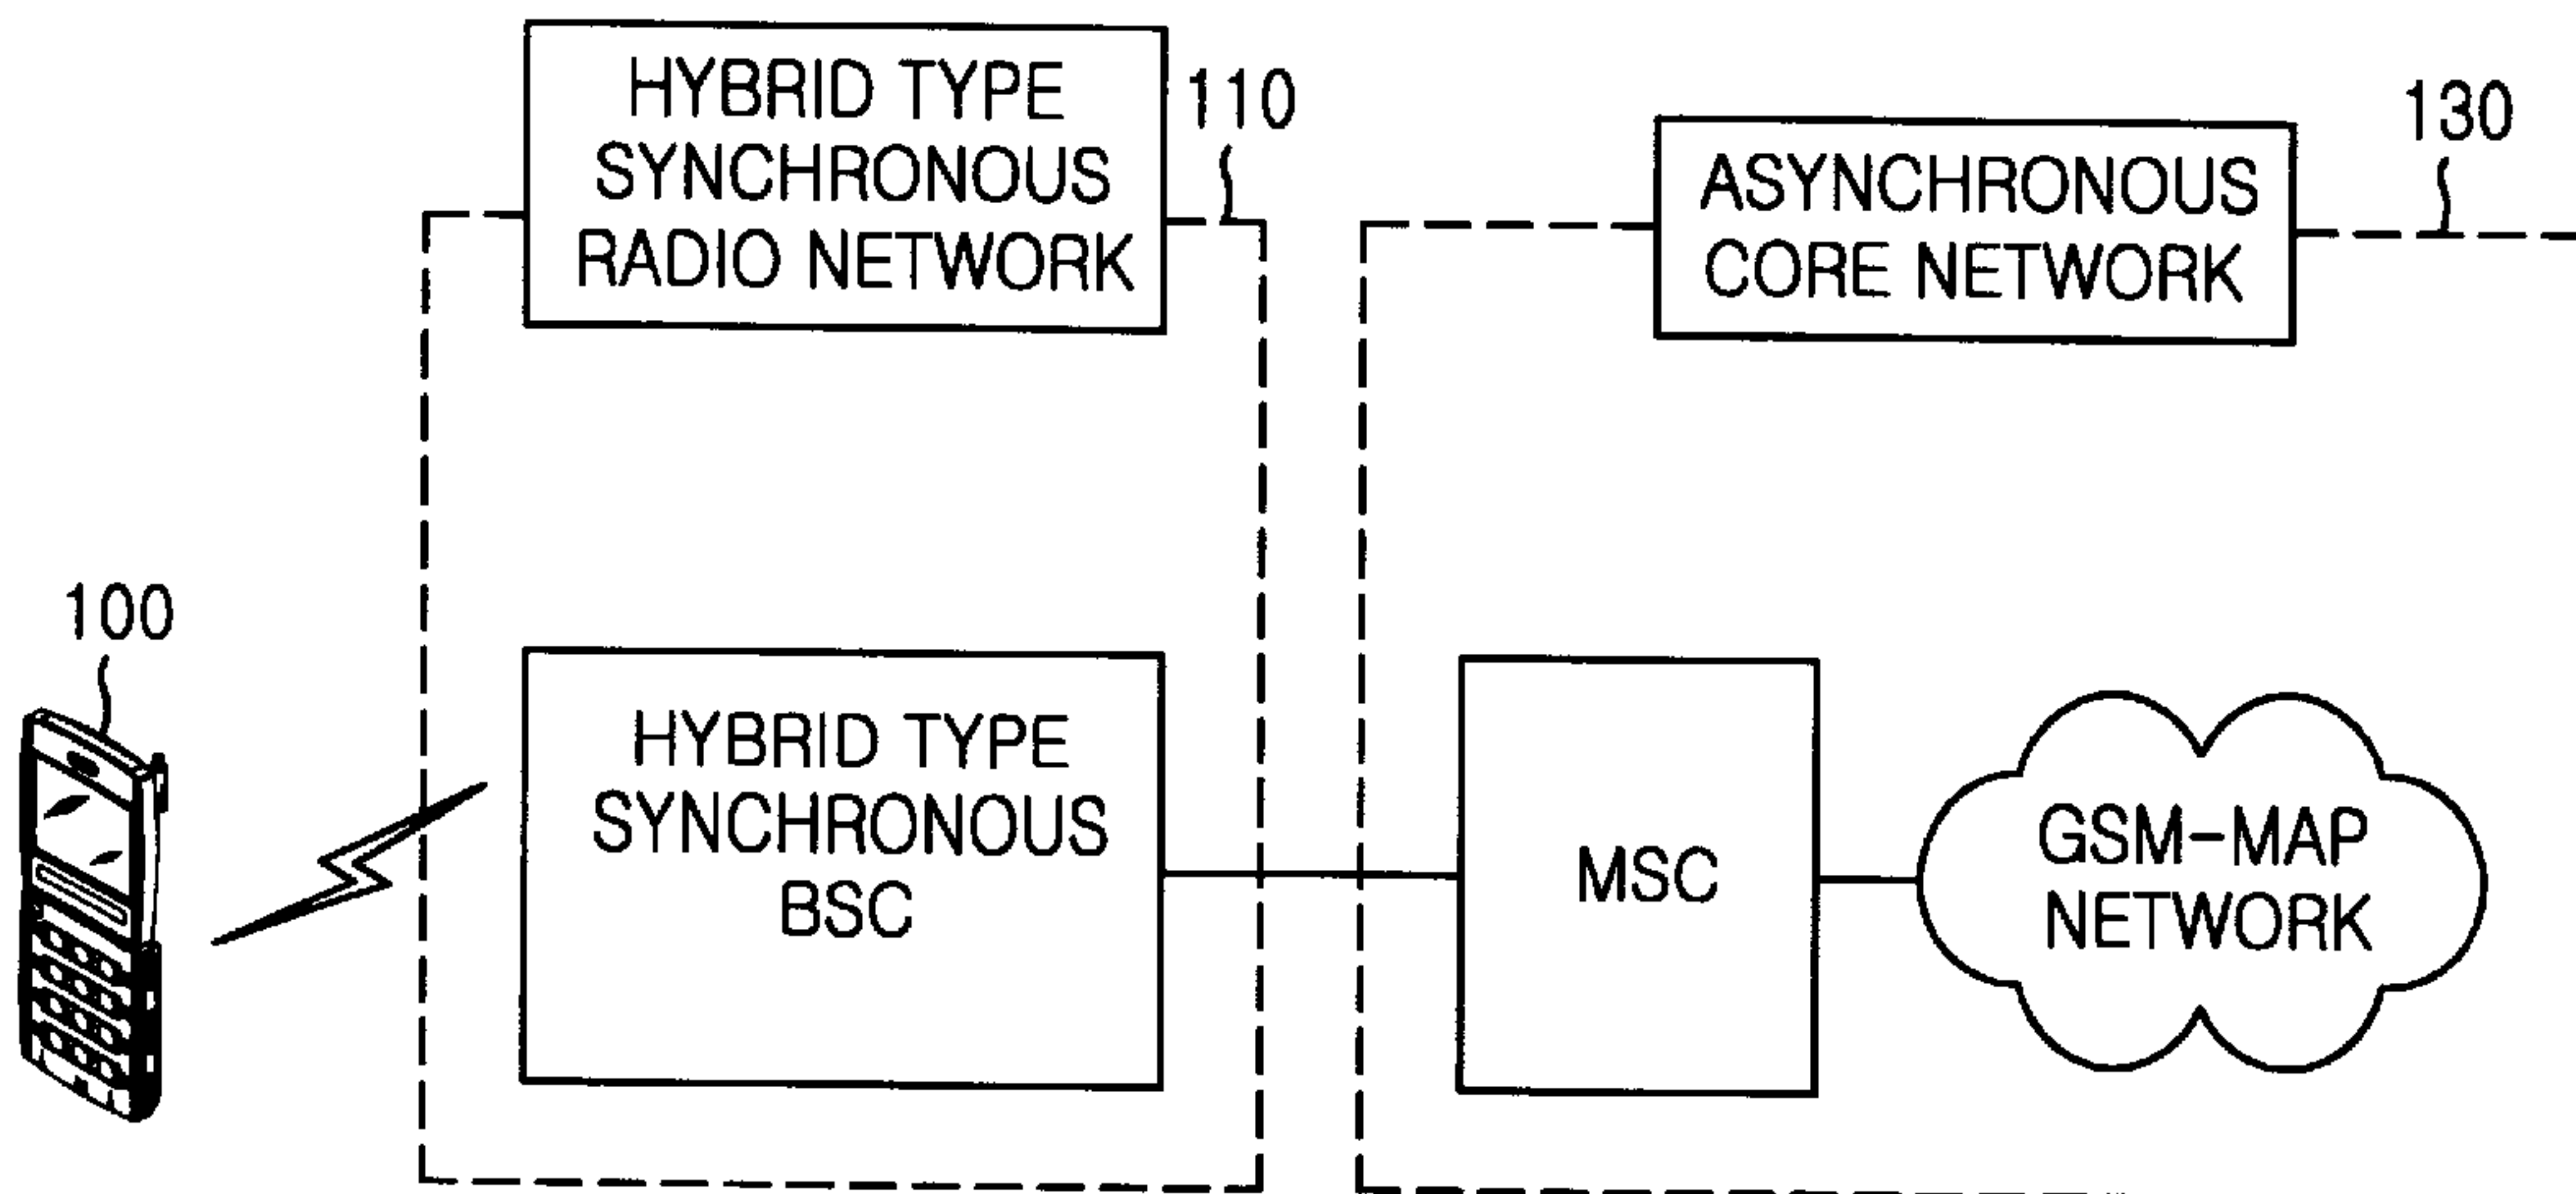 HYBRID TYPE
SYNCHRONOUS
RADIO NETWORK
110
ASYNCHRONOUS
CORE NETWORK
130
100
HYBRID TYPE
SYNCHRONOUS
BSC
MSC
GSM-MAP
NETWORK